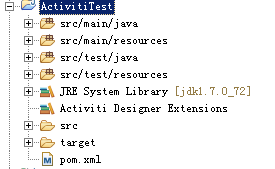 ActivitiTest
src/main/java
src/main/resources
src/test/java
src/test/resources
JRE System Library [jdk1.7.0_72]
Activiti Designer Extensions
src
target
pom.xml